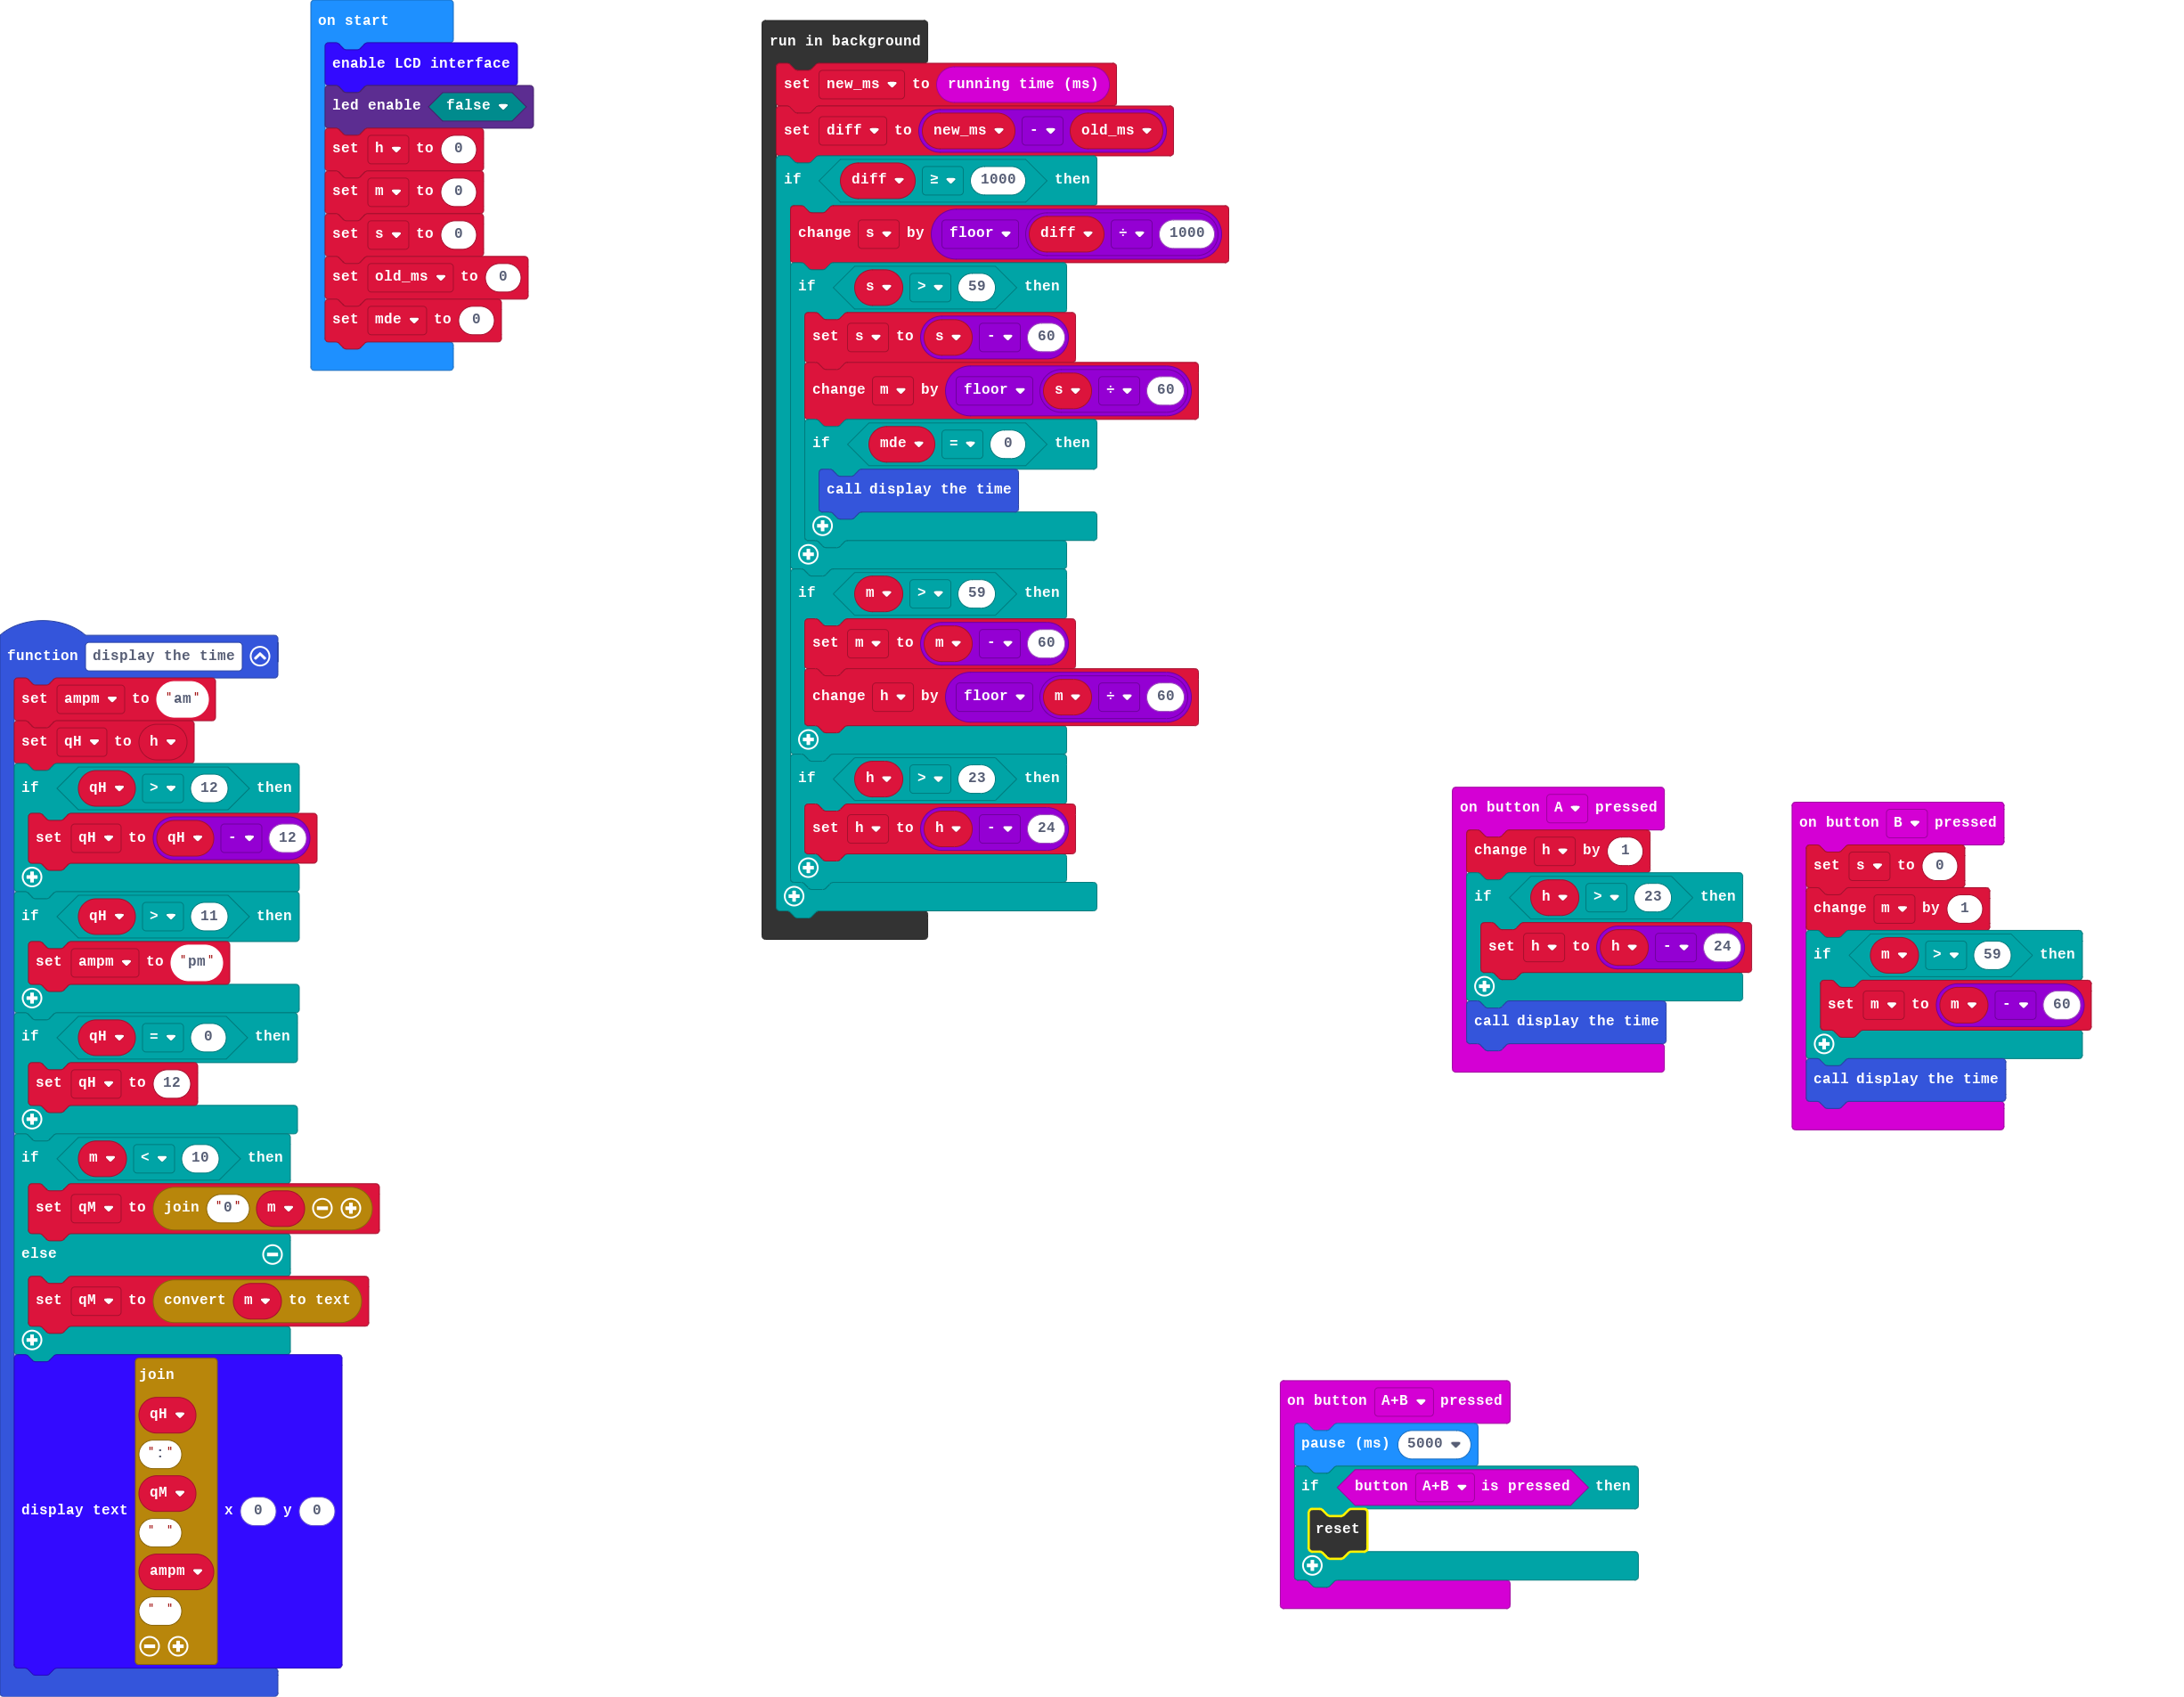 on start
enable LCD interface
led enable false
set h to 0
set m to 0
set s to 0
set old_ms to 0
set mde to 0
run in background
set new_ms to running time (ms)
set diff to new_ms - old_ms
if diff ≥ 1000 then
change s by floor diff ÷ 1000
if s > 59 then
set s to s - 60
change m by floor s ÷ 60
if mde = 0 then
call display the time
if m > 59 then
set m to m - 60
change h by floor m ÷ 60
if h > 23 then
set h to h - 24
function display the time
set ampm to "am"
set qH to h
if qH > 12 then
set qH to qH - 12
if qH > 11 then
set ampm to "pm"
if qH = 0 then
set qH to 12
if m < 10 then
set qM to join "0" m
else
set qM to convert m to text
join
qH
":"
qM
" "
display text x 0 y 0
ampm
" "
on button A pressed
change h by 1
if h > 23 then
set h to h - 24
call display the time
on button B pressed
set s to 0
change m by 1
if m > 59 then
set m to m - 60
call display the time
on button A+B pressed
pause (ms) 5000
if button A+B is pressed then
reset